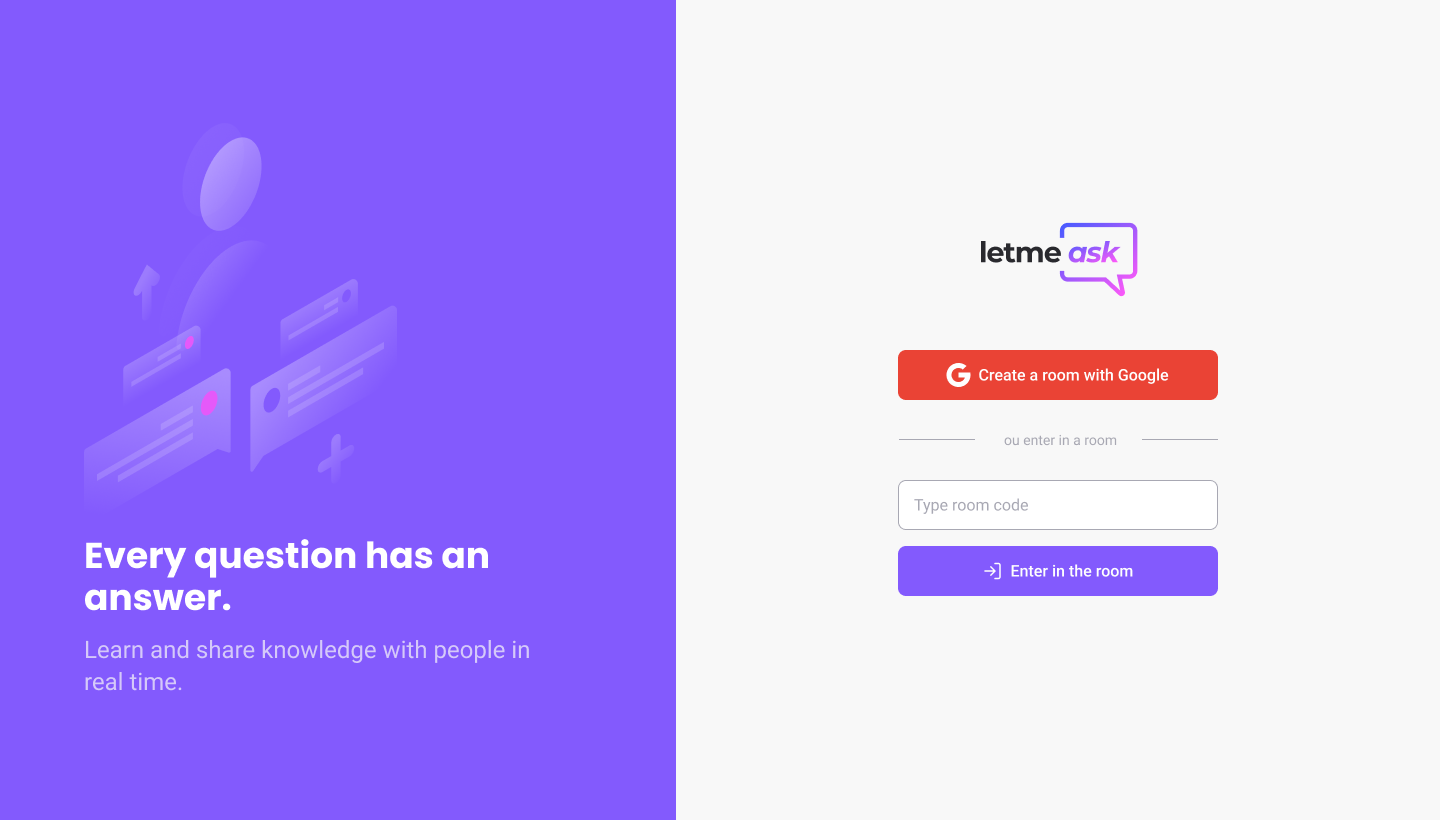 Every question has an
answer.
Learn and share knowledge with people in
real time.
letme ask
Create a room with Google
ou enter in a room
Type room code
Enter in the room